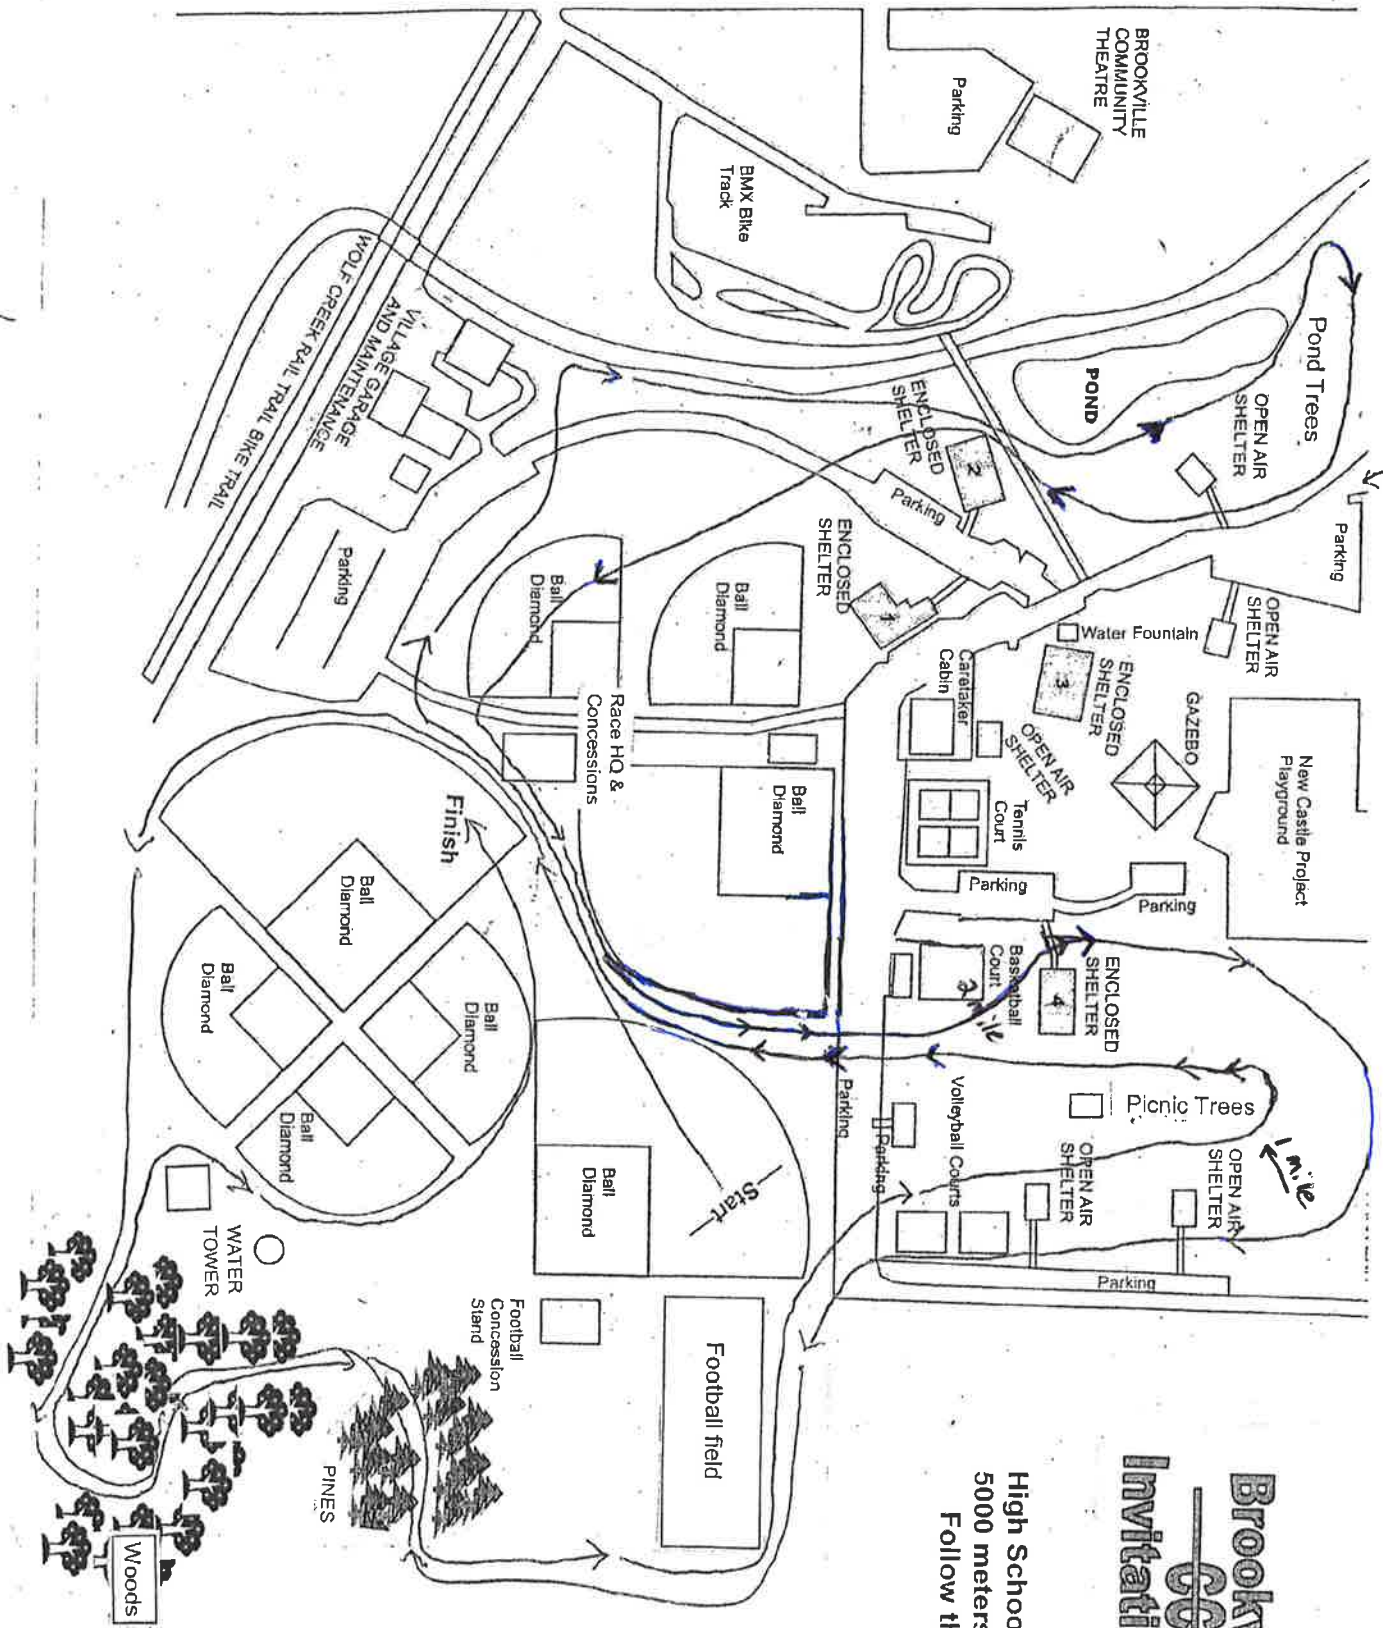 Brookv
CC
Invitati
High Schoo
5000 meters
Follow th
BROOKVILLE
COMMUNITY
THEATRE
Parking
BMX Bike
Track
Pond Trees
POND
OPEN AIR
SHELTER
Parking
ENCLOSED
SHELTER
2
Parking
ENCLOSED
SHELTER
1
OPEN AIR
SHELTER
Water Fountain
ENCLOSED
SHELTER
3
Caretaker
Cabin
OPEN AIR
SHELTER
GAZEBO
New Castle Project
Playground
Tennis
Court
Parking
Parking
Basketball
Court
2 mile
ENCLOSED
SHELTER
4
Picnic Trees
1 mile
Volleyball Courts
Parking
Parking
OPEN AIR
SHELTER
OPEN AIR
SHELTER
Parking
WOLF CREEK RAIL TRAIL BIKE TRAIL
VILLAGE GARAGE
AND MAINTENANCE
Parking
Ball
Diamond
Ball
Diamond
Race HQ &
Concessions
Ball
Diamond
Finish
Ball
Diamond
Ball
Diamond
Ball
Diamond
Ball
Diamond
Start
Ball
Diamond
WATER
TOWER
Football
Concession
Stand
Football field
PINES
Woods